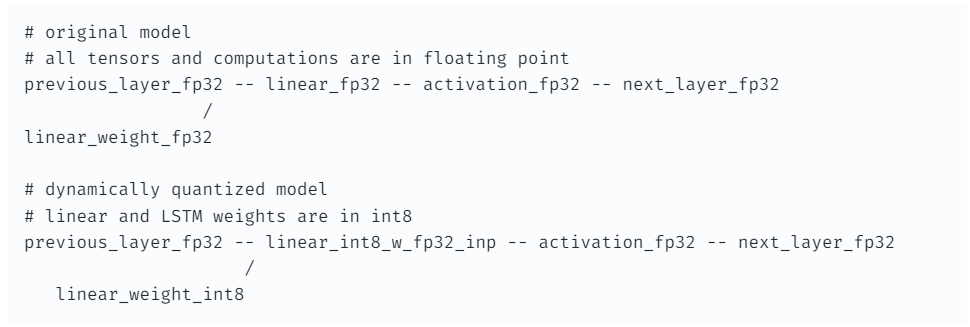 # original model
# all tensors and computations are in floating point
previous_layer_fp32 -- linear_fp32 -- activation_fp32 -- next_layer_fp32
                 /
linear_weight_fp32

# dynamically quantized model
# linear and LSTM weights are in int8
previous_layer_fp32 -- linear_int8_w_fp32_inp -- activation_fp32 -- next_layer_fp32
                     /
   linear_weight_int8